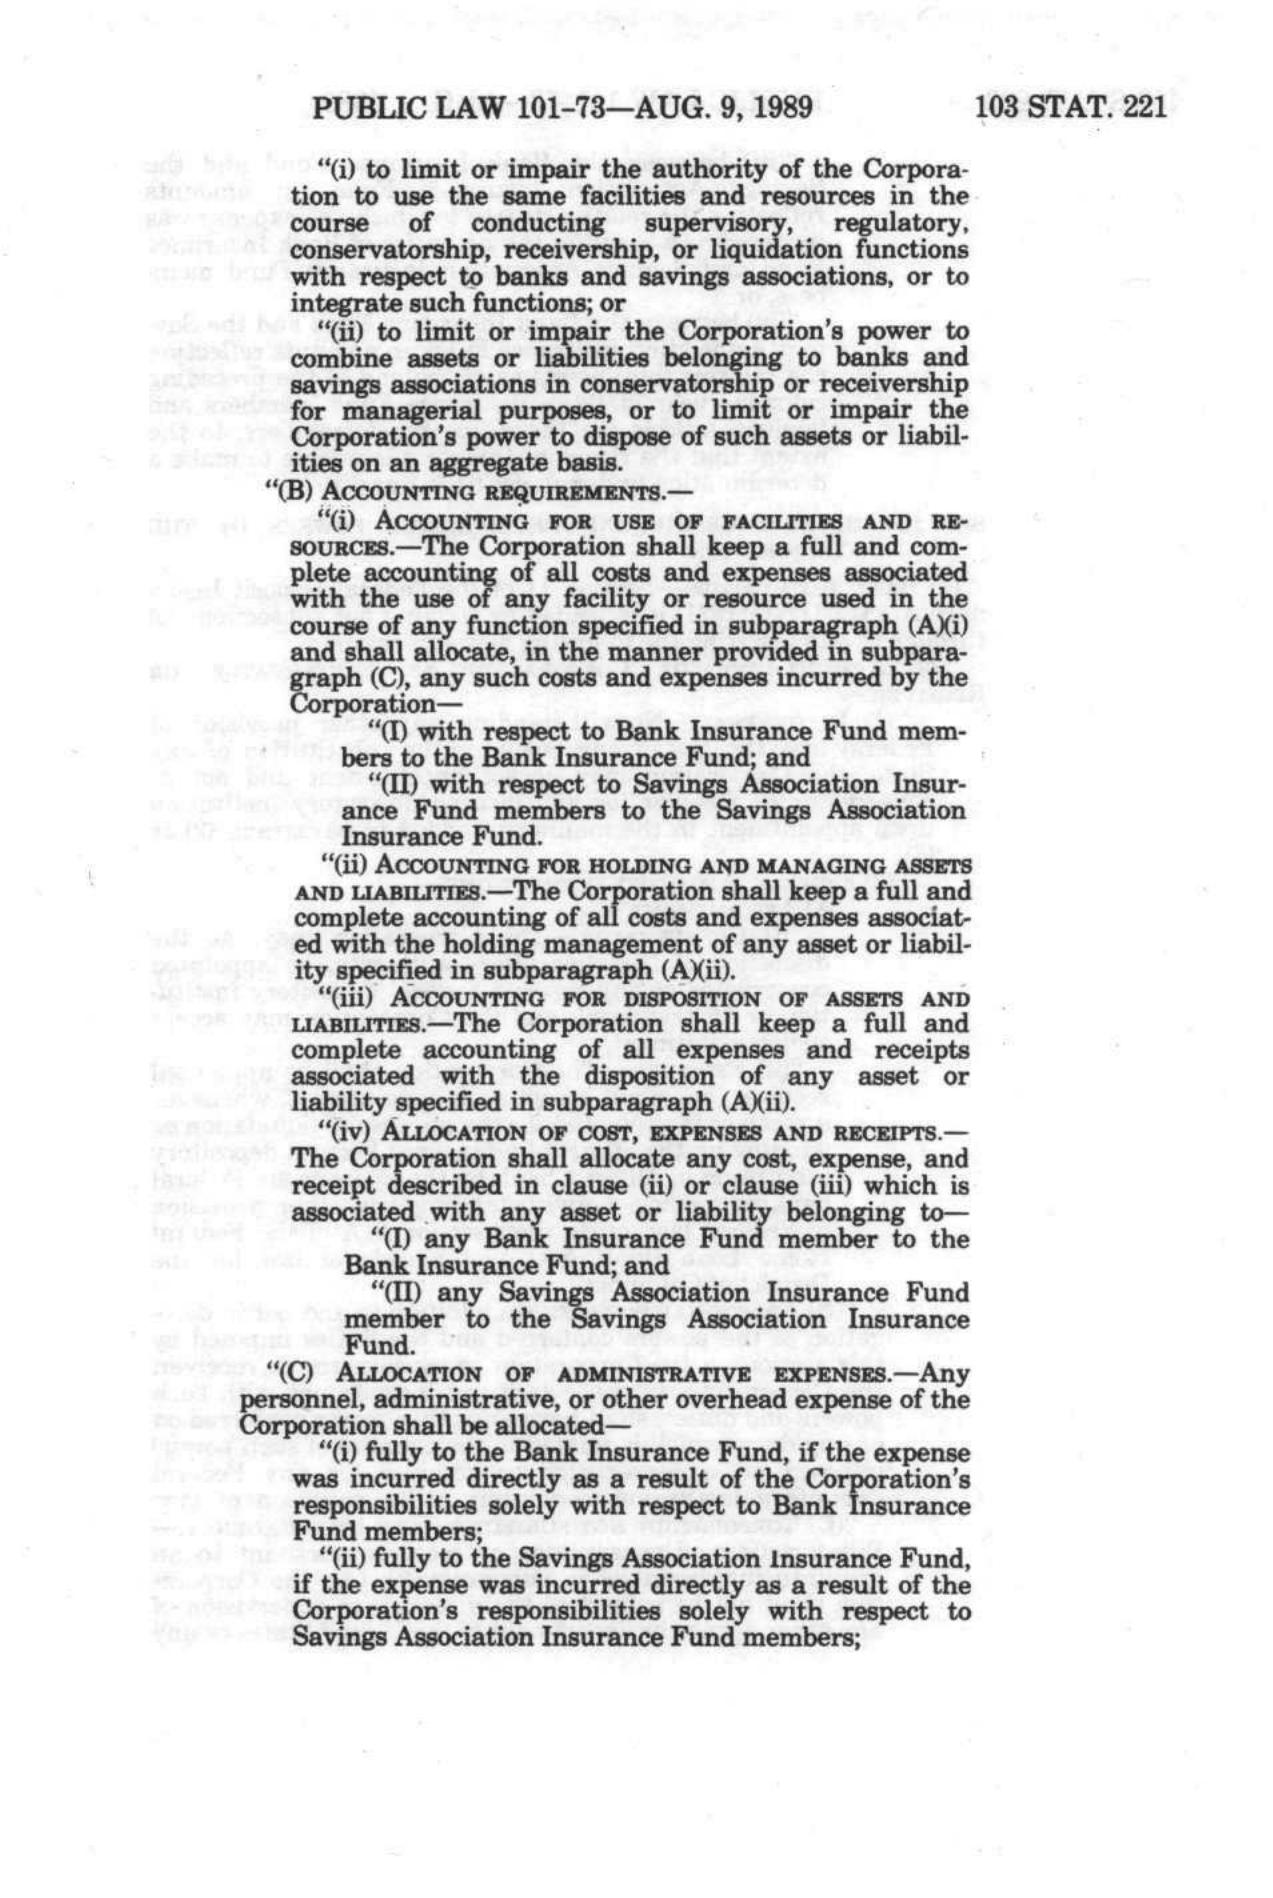 PUBLIC LAW 101-73—AUG. 9, 1989 103 STAT. 221
“(i) to limit or impair the authority of the Corpora-
tion to use the same facilities and resources in the
course of conducting supervisory, regulatory,
conservatorship, receivership, or liquidation functions
with respect to banks and savings associations, or to
integrate such functions; or
“(ii) to limit or impair the Corporation's power to
combine assets or liabilities belonging to banks and
savings associations in conservatorship or receivership
for managerial purposes, or to limit or impair the
Corporation's power to dispose of such assets or liabil-
ities on an aggregate basis.
“(B) ACCOUNTING REQUIREMENTS.—
“(i) ACCOUNTING FOR USE OF FACILITIES AND RE-
SOURCES.—The Corporation shall keep a full and com-
plete accounting of all costs and expenses associated
with the use of any facility or resource used in the
course of any function specified in subparagraph (A)(i)
and shall allocate, in the manner provided in subpara-
graph (C), any such costs and expenses incurred by the
Corporation—
“(I) with respect to Bank Insurance Fund mem-
bers to the Bank Insurance Fund; and
“(II) with respect to Savings Association Insur-
ance Fund members to the Savings Association
Insurance Fund.
“(ii) ACCOUNTING FOR HOLDING AND MANAGING ASSETS
AND LIABILITIES.—The Corporation shall keep a full and
complete accounting of all costs and expenses associat-
ed with the holding management of any asset or liabil-
ity specified in subparagraph (A)(ii).
“(iii) ACCOUNTING FOR DISPOSITION OF ASSETS AND
LIABILITIES.—The Corporation shall keep a full and
complete accounting of all expenses and receipts
associated with the disposition of any asset or
liability specified in subparagraph (A)(ii).
“(iv) ALLOCATION OF COST, EXPENSES AND RECEIPTS.—
The Corporation shall allocate any cost, expense, and
receipt described in clause (ii) or clause (iii) which is
associated with any asset or liability belonging to—
“(I) any Bank Insurance Fund member to the
Bank Insurance Fund; and
“(II) any Savings Association Insurance Fund
member to the Savings Association Insurance
Fund.
“(C) ALLOCATION OF ADMINISTRATIVE EXPENSES.—Any
personnel, administrative, or other overhead expense of the
Corporation shall be allocated—
“(i) fully to the Bank Insurance Fund, if the expense
was incurred directly as a result of the Corporation's
responsibilities solely with respect to Bank Insurance
Fund members;
“(ii) fully to the Savings Association Insurance Fund,
if the expense was incurred directly as a result of the
Corporation's responsibilities solely with respect to
Savings Association Insurance Fund members;